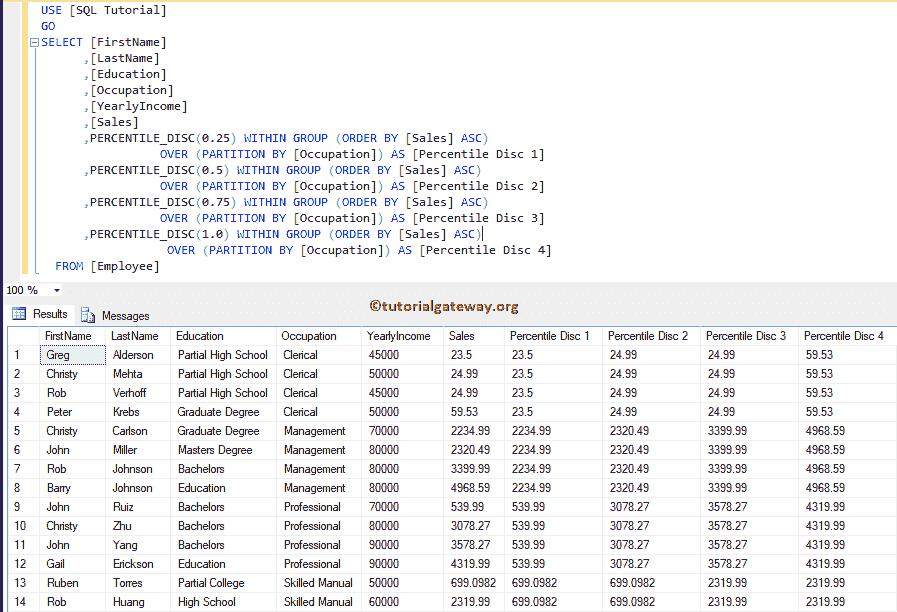 USE [SQL Tutorial]
GO
SELECT [FirstName]
,[LastName]
,[Education]
,[Occupation]
,[YearlyIncome]
,[Sales]
,PERCENTILE_DISC(0.25) WITHIN GROUP (ORDER BY [Sales] ASC)
OVER (PARTITION BY [Occupation]) AS [Percentile Disc 1]
,PERCENTILE_DISC(0.5) WITHIN GROUP (ORDER BY [Sales] ASC)
OVER (PARTITION BY [Occupation]) AS [Percentile Disc 2]
,PERCENTILE_DISC(0.75) WITHIN GROUP (ORDER BY [Sales] ASC)
OVER (PARTITION BY [Occupation]) AS [Percentile Disc 3]
,PERCENTILE_DISC(1.0) WITHIN GROUP (ORDER BY [Sales] ASC)
OVER (PARTITION BY [Occupation]) AS [Percentile Disc 4]
FROM [Employee]
100 %
©tutorialgateway.org
Results Messages
FirstName LastName Education Occupation YearlyIncome Sales Percentile Disc 1 Percentile Disc 2 Percentile Disc 3 Percentile Disc 4
1 Greg Alderson Partial High School Clerical 45000 23.5 23.5 24.99 24.99 59.53
2 Christy Mehta Partial High School Clerical 50000 24.99 23.5 24.99 24.99 59.53
3 Rob Verhoff Partial High School Clerical 45000 24.99 23.5 24.99 24.99 59.53
4 Peter Krebs Graduate Degree Clerical 50000 59.53 23.5 24.99 24.99 59.53
5 Christy Carlson Graduate Degree Management 70000 2234.99 2234.99 2320.49 3399.99 4968.59
6 John Miller Masters Degree Management 80000 2320.49 2234.99 2320.49 3399.99 4968.59
7 Rob Johnson Bachelors Management 80000 3399.99 2234.99 2320.49 3399.99 4968.59
8 Barry Johnson Education Management 80000 4968.59 2234.99 2320.49 3399.99 4968.59
9 John Ruiz Bachelors Professional 70000 539.99 539.99 3078.27 3578.27 4319.99
10 Christy Zhu Bachelors Professional 80000 3078.27 539.99 3078.27 3578.27 4319.99
11 John Yang Bachelors Professional 90000 3578.27 539.99 3078.27 3578.27 4319.99
12 Gail Erickson Education Professional 90000 4319.99 539.99 3078.27 3578.27 4319.99
13 Ruben Torres Partial College Skilled Manual 50000 699.0982 699.0982 699.0982 2319.99 2319.99
14 Rob Huang High School Skilled Manual 60000 2319.99 699.0982 699.0982 2319.99 2319.99